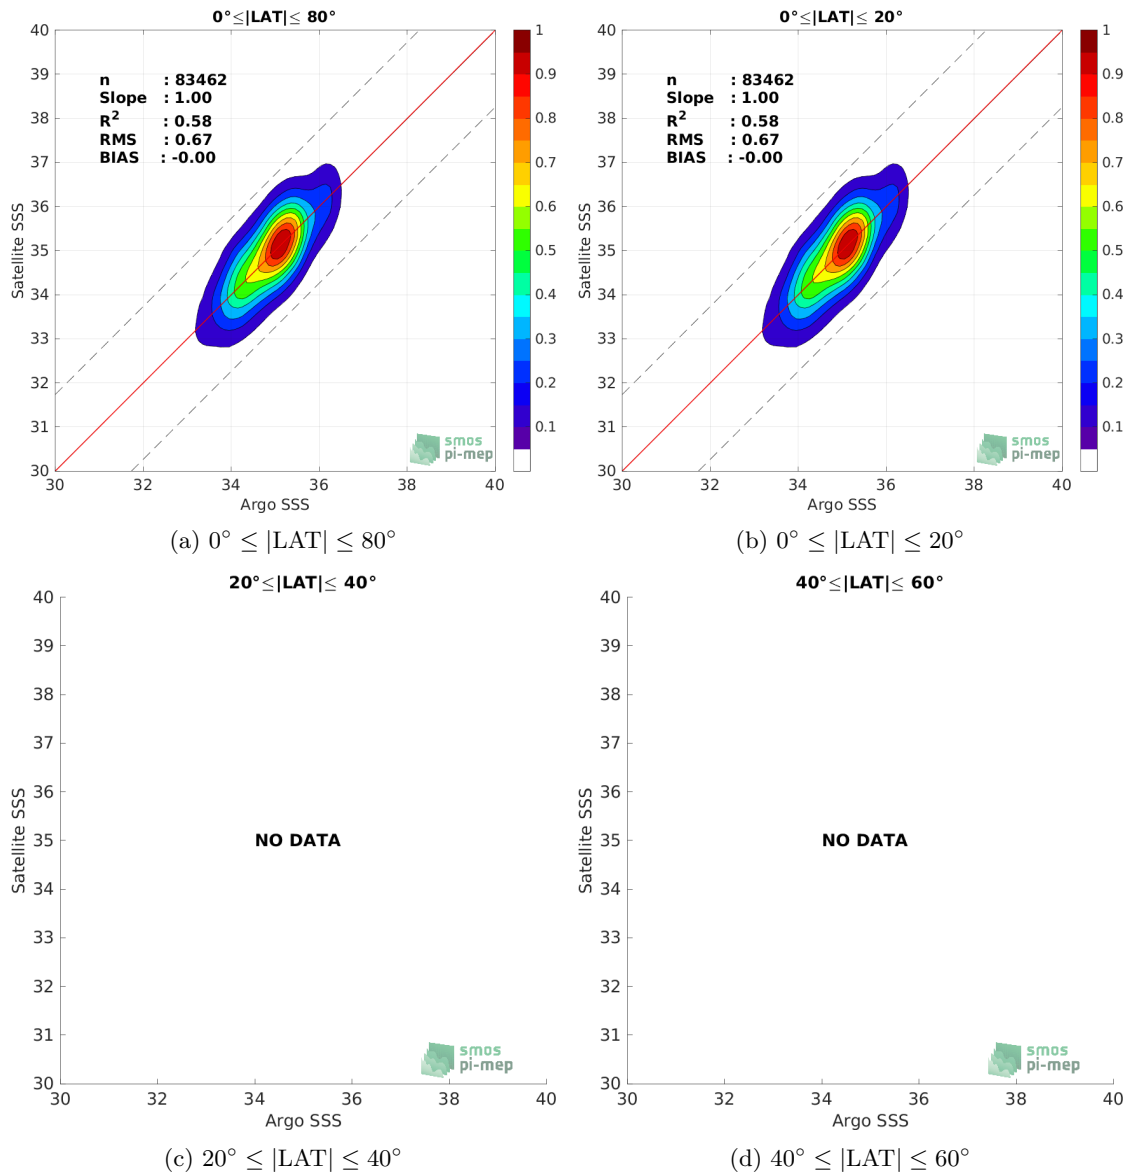 0°≤|LAT|≤ 80°
40
39
38
37
36
35
34
33
32
31
30
Satellite SSS
n : 83462
Slope : 1.00
R² : 0.58
RMS : 0.67
BIAS : -0.00
smos
pi-mep
30 32 34 36 38 40
Argo SSS
1
0.9
0.8
0.7
0.6
0.5
0.4
0.3
0.2
0.1
(a) 0° ≤ |LAT| ≤ 80°
0°≤|LAT|≤ 20°
40
39
38
37
36
35
34
33
32
31
30
Satellite SSS
n : 83462
Slope : 1.00
R² : 0.58
RMS : 0.67
BIAS : -0.00
smos
pi-mep
30 32 34 36 38 40
Argo SSS
1
0.9
0.8
0.7
0.6
0.5
0.4
0.3
0.2
0.1
(b) 0° ≤ |LAT| ≤ 20°
20°≤|LAT|≤ 40°
40
39
38
37
36
35
34
33
32
31
30
Satellite SSS
NO DATA
smos
pi-mep
30 32 34 36 38 40
Argo SSS
(c) 20° ≤ |LAT| ≤ 40°
40°≤|LAT|≤ 60°
40
39
38
37
36
35
34
33
32
31
30
Satellite SSS
NO DATA
smos
pi-mep
30 32 34 36 38 40
Argo SSS
(d) 40° ≤ |LAT| ≤ 60°